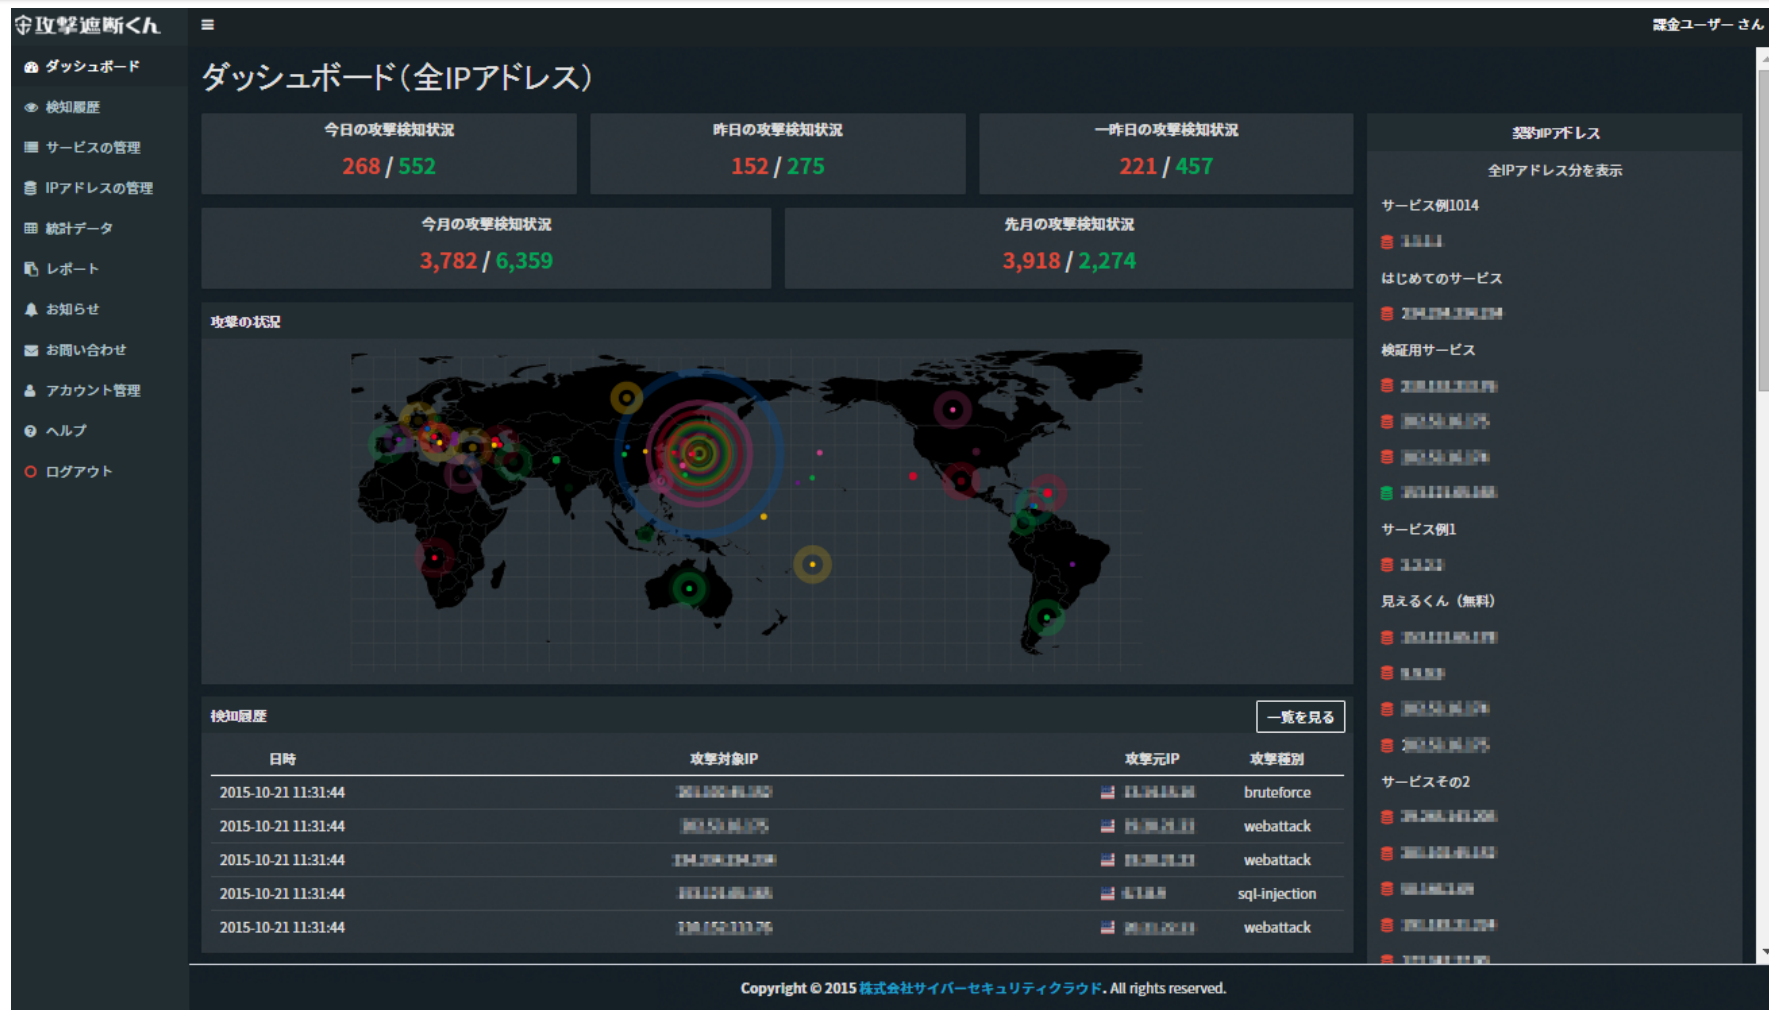 攻撃遮断くん
課金ユーザー さん
ダッシュボード
検知履歴
サービスの管理
IPアドレスの管理
統計データ
レポート
お知らせ
お問い合わせ
アカウント管理
ヘルプ
ログアウト
ダッシュボード（全IPアドレス）
今日の攻撃検知状況
268 / 552
昨日の攻撃検知状況
152 / 275
一昨日の攻撃検知状況
221 / 457
今月の攻撃検知状況
3,782 / 6,359
先月の攻撃検知状況
3,918 / 2,274
攻撃の状況
検知履歴
一覧を見る
日時 攻撃対象IP 攻撃元IP 攻撃種別
2015-10-21 11:31:44 bruteforce
2015-10-21 11:31:44 webattack
2015-10-21 11:31:44 webattack
2015-10-21 11:31:44 sql-injection
2015-10-21 11:31:44 webattack
契約IPアドレス
全IPアドレス分を表示
サービス例1014
はじめてのサービス
検証用サービス
サービス例1
見えるくん（無料）
サービスその2
Copyright © 2015 株式会社サイバーセキュリティクラウド. All rights reserved.